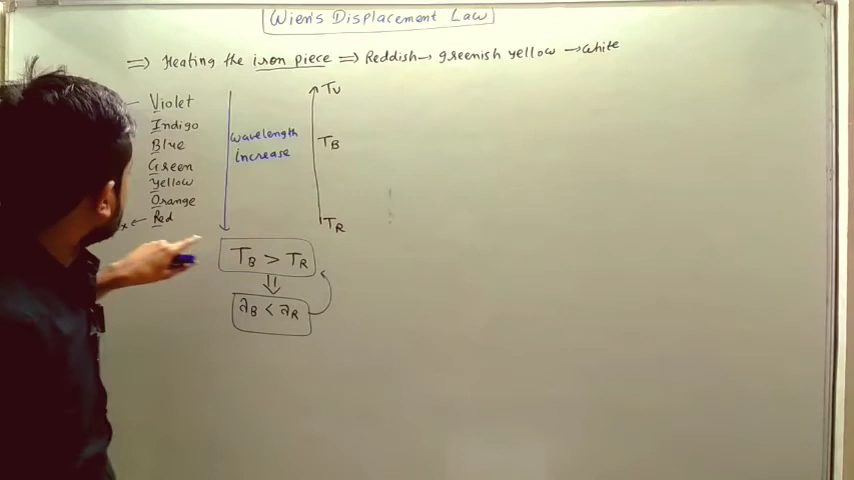 Wien's Displacement Law
=> Heating the iron piece => Reddish → greenish yellow → white
Violet
Indigo
Blue
Green
Yellow
Orange
Red
wavelength
increase
TV
TB
TR
TB > TR
λB < λR